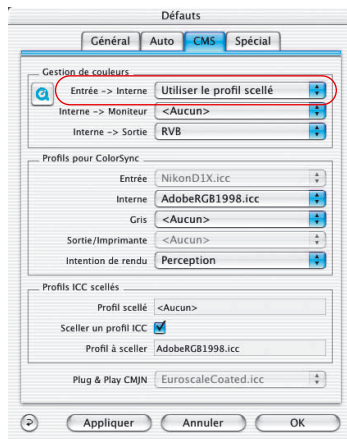 Défauts
Général Auto CMS Spécial
Gestion de couleurs
Entrée -> Interne Utiliser le profil scellé
Interne -> Moniteur <Aucun>
Interne -> Sortie RVB
Profils pour ColorSync
Entrée NikonD1X.icc
Interne AdobeRGB1998.icc
Gris <Aucun>
Sortie/Imprimante <Aucun>
Intention de rendu Perception
Profils ICC scellés
Profil scellé <Aucun>
Sceller un profil ICC
Profil à sceller AdobeRGB1998.icc
Plug & Play CMJN EuroscaleCoated.icc
? Appliquer Annuler OK